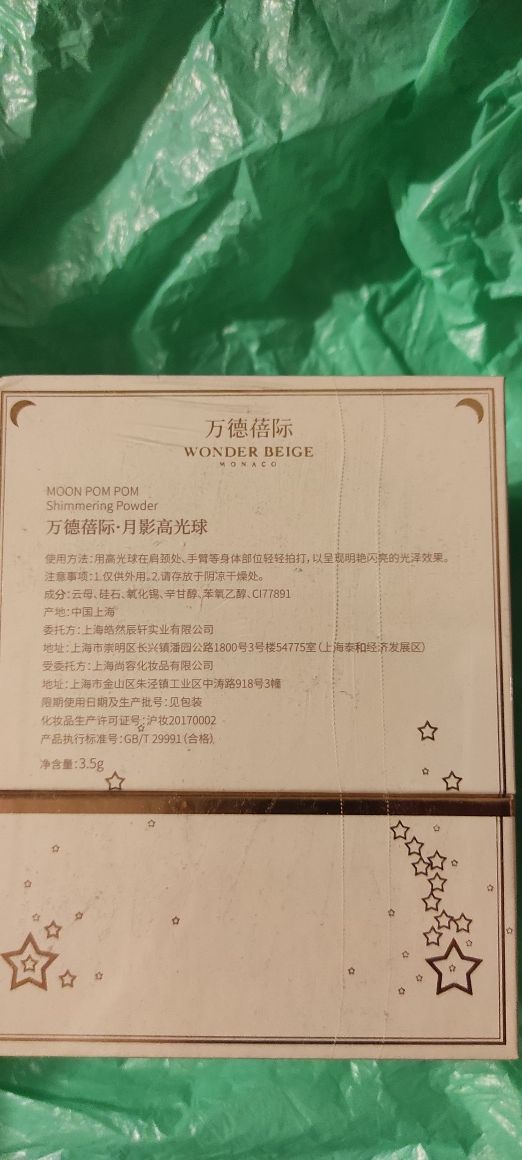 万德蓓际
WONDER BEIGE
MONACO
MOON POM POM
Shimmering Powder
万德蓓际·月影高光球
使用方法:用高光球在肩颈处、手臂等身体部位轻轻拍打,以呈现明艳闪亮的光泽效果。
注意事项:1.仅供外用。2.请存放于阴凉干燥处。
成分:云母、硅石、氧化锡、辛甘醇、苯氧乙醇、CI77891
产地:中国上海
委托方:上海皓然辰轩实业有限公司
地址:上海市崇明区长兴镇潘园公路1800号3号楼54775室(上海泰和经济发展区)
受委托方:上海尚容化妆品有限公司
地址:上海市金山区朱泾镇工业区中涛路918号3幢
限期使用日期及生产批号:见包装
化妆品生产许可证号:沪妆20170002
产品执行标准号:GB/T 29991(合格)
净含量:3.5g